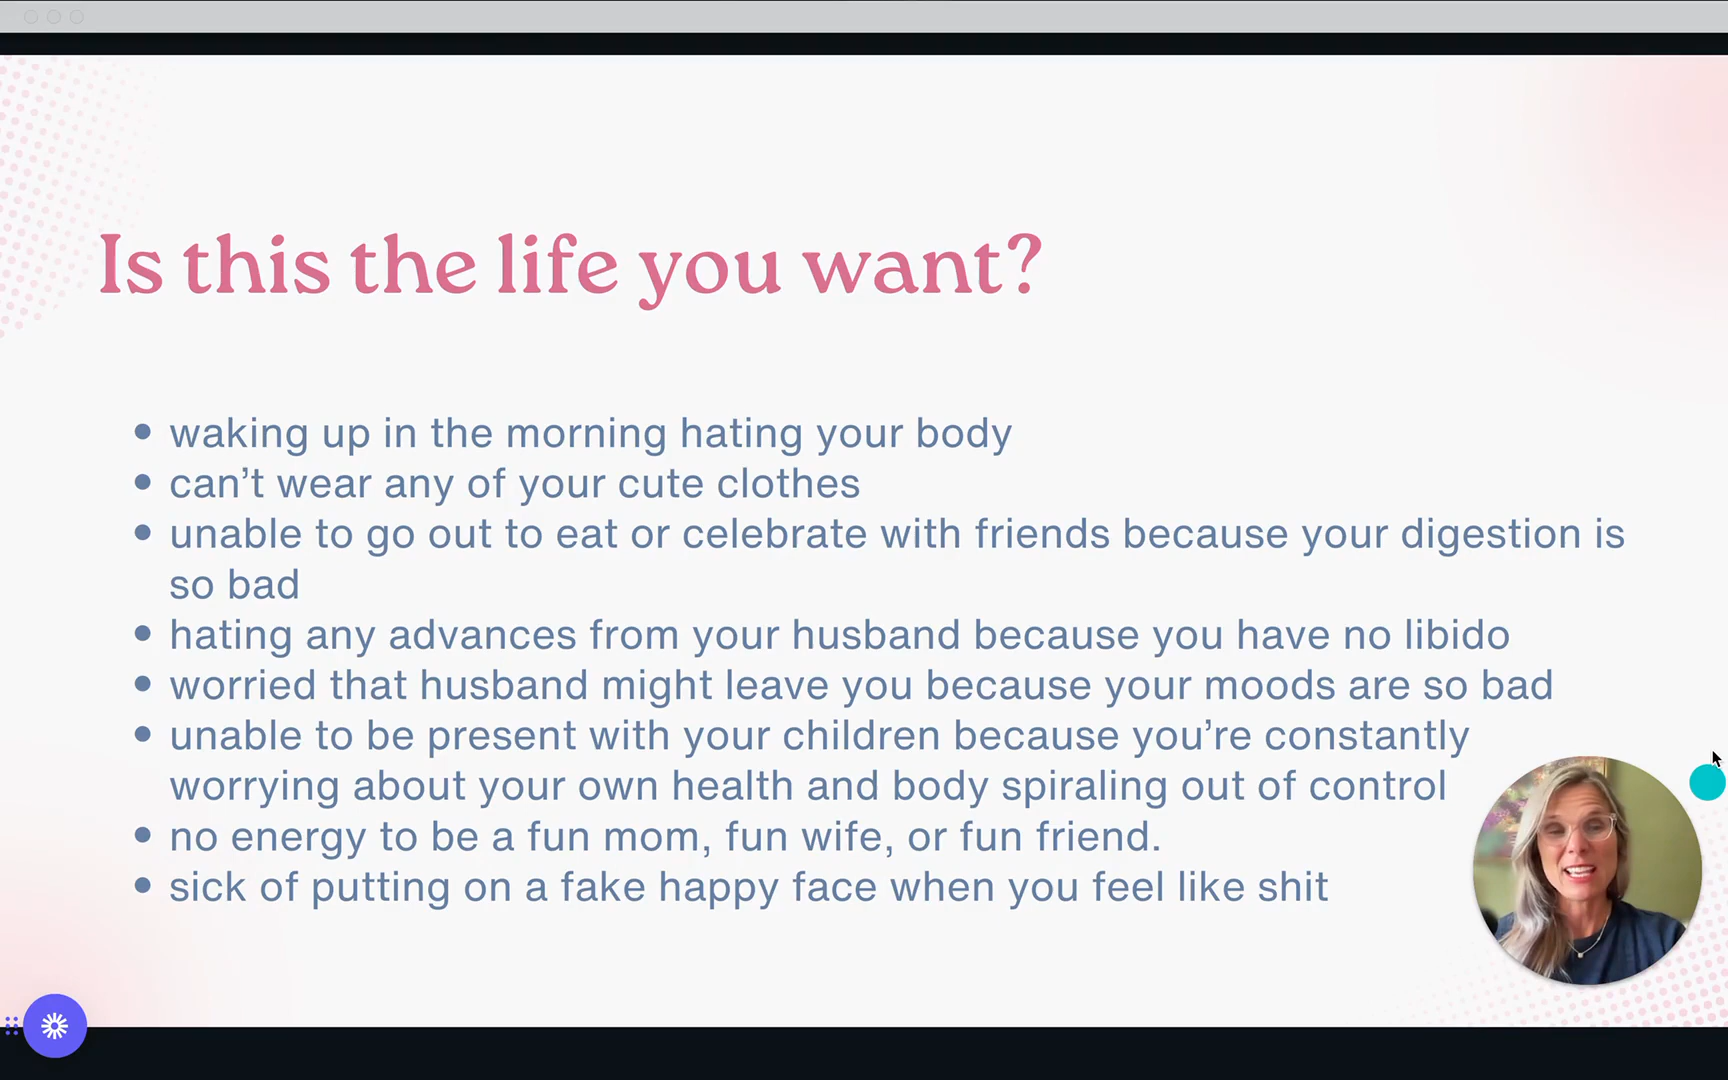 Is this the life you want?
• waking up in the morning hating your body
• can’t wear any of your cute clothes
• unable to go out to eat or celebrate with friends because your digestion is
so bad
• hating any advances from your husband because you have no libido
• worried that husband might leave you because your moods are so bad
• unable to be present with your children because you’re constantly
worrying about your own health and body spiraling out of control
• no energy to be a fun mom, fun wife, or fun friend.
• sick of putting on a fake happy face when you feel like shit